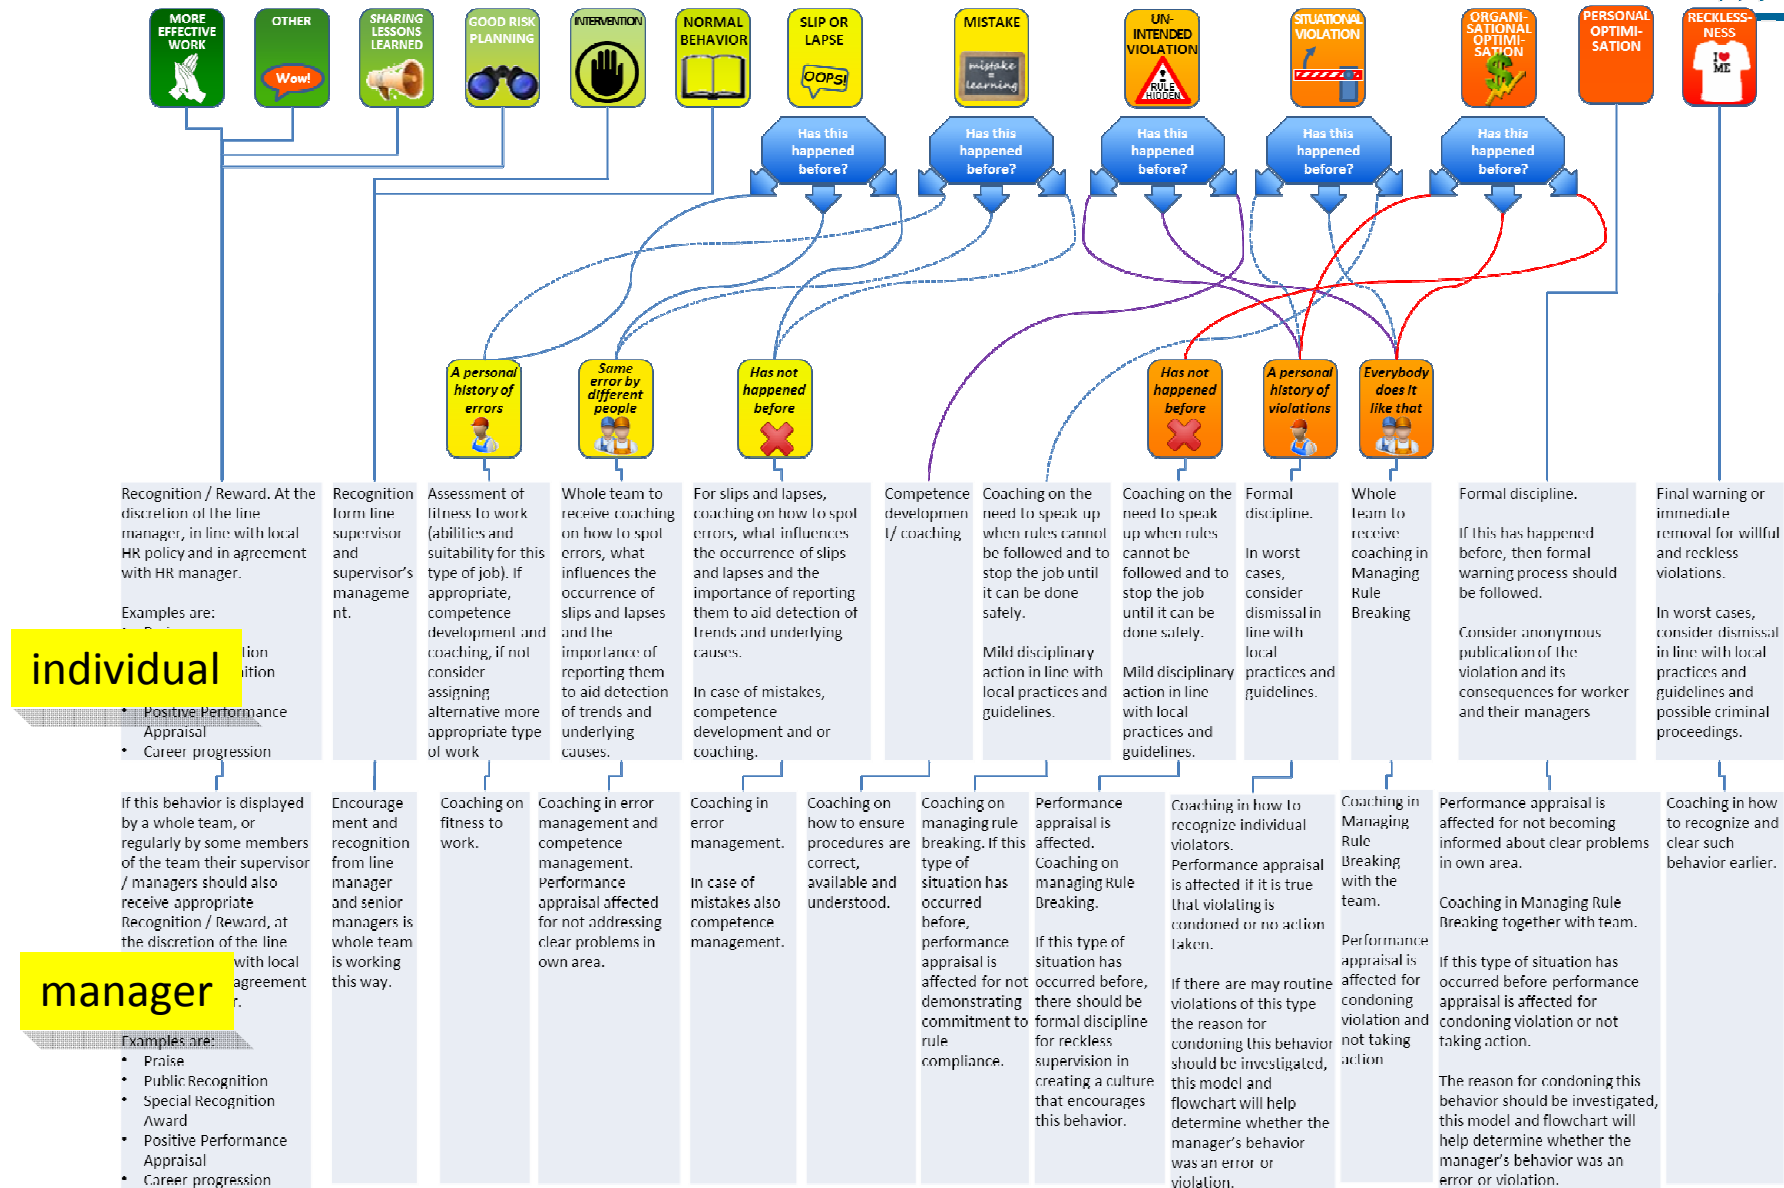 MORE
EFFECTIVE
WORK
OTHER
Wow!
SHARING
LESSONS
LEARNED
GOOD RISK
PLANNING
INTERVENTION
NORMAL
BEHAVIOR
SLIP OR
LAPSE
OOPS!
MISTAKE
mistake
=
learning
UN-
INTENDED
VIOLATION
!
RULE
HIDDEN
SITUATIONAL
VIOLATION
ORGANI-
SATIONAL
OPTIMI-
SATION
PERSONAL
OPTIMI-
SATION
RECKLESS-
NESS
I ❤
ME
Has this
happened
before?
Has this
happened
before?
Has this
happened
before?
Has this
happened
before?
Has this
happened
before?
A personal
history of
errors
Same
error by
different
people
Has not
happened
before
Has not
happened
before
A personal
history of
violations
Everybody
does it
like that
individual
Recognition / Reward. At the
discretion of the line
manager, in line with local
HR policy and in agreement
with HR manager.
Examples are:
• Positive Performance
Appraisal
• Career progression
Recognition
form line
supervisor
and
supervisor's
manageme
nt.
Assessment of
fitness to work
(abilities and
suitability for this
type of job). If
appropriate,
competence
development and
coaching, if not
consider
assigning
alternative more
appropriate type
of work
Whole team to
receive coaching
on how to spot
errors, what
influences the
occurrence of
slips and lapses
and the
importance of
reporting them
to aid detection
of trends and
underlying
causes.
For slips and lapses,
coaching on how to spot
errors, what influences
the occurrence of slips
and lapses and the
importance of reporting
them to aid detection of
trends and underlying
causes.
In case of mistakes,
competence
development and or
coaching.
Competence
developmen
t/ coaching
Coaching on the
need to speak up
when rules cannot
be followed and to
stop the job until
it can be done
safely.
Mild disciplinary
action in line with
local practices and
guidelines.
Coaching on the
need to speak
up when rules
cannot be
followed and to
stop the job
until it can be
done safely.
Mild disciplinary
action in line
with local
practices and
guidelines.
Formal
discipline.
In worst
cases,
consider
dismissal in
line with
local
practices and
guidelines.
Whole
team to
receive
coaching in
Managing
Rule
Breaking
Formal discipline.
If this has happened
before, then formal
warning process should
be followed.
Consider anonymous
publication of the
violation and its
consequences for worker
and their managers
Final warning or
immediate
removal for willful
and reckless
violations.
In worst cases,
consider dismissal
in line with local
practices and
guidelines and
possible criminal
proceedings.
manager
If this behavior is displayed
by a whole team, or
regularly by some members
of the team their supervisor
/ managers should also
receive appropriate
Recognition / Reward, at
the discretion of the line
with local
agreement
Examples are:
• Praise
• Public Recognition
• Special Recognition
Award
• Positive Performance
Appraisal
• Career progression
Encourage
ment and
recognition
from line
manager
and senior
managers is
whole team
is working
this way.
Coaching on
fitness to
work.
Coaching in error
management and
competence
management.
Performance
appraisal affected
for not addressing
clear problems in
own area.
Coaching in
error
management.
In case of
mistakes also
competence
management.
Coaching on
how to ensure
procedures are
correct,
available and
understood.
Coaching on
managing rule
breaking. If this
type of
situation has
occurred
before,
performance
appraisal is
affected for not
demonstrating
commitment to
rule
compliance.
Performance
appraisal is
affected.
Coaching on
managing Rule
Breaking.
If this type of
situation has
occurred before,
there should be
formal discipline
for reckless
supervision in
creating a culture
that encourages
this behavior.
Coaching in how to
recognize individual
violators.
Performance appraisal
is affected if it is true
that violating is
condoned or no action
taken.
If there are may routine
violations of this type
the reason for
condoning this behavior
should be investigated,
this model and
flowchart will help
determine whether the
manager's behavior
was an error or
violation.
Coaching in
Managing
Rule
Breaking
with the
team.
Performance
appraisal is
affected for
condoning
violation and
not taking
action
Performance appraisal is
affected for not becoming
informed about clear problems
in own area.
Coaching in Managing Rule
Breaking together with team.
If this type of situation has
occurred before performance
appraisal is affected for
condoning violation or not
taking action.
The reason for condoning this
behavior should be investigated,
this model and flowchart will
help determine whether the
manager's behavior was an
error or violation.
Coaching in how
to recognize and
clear such
behavior earlier.